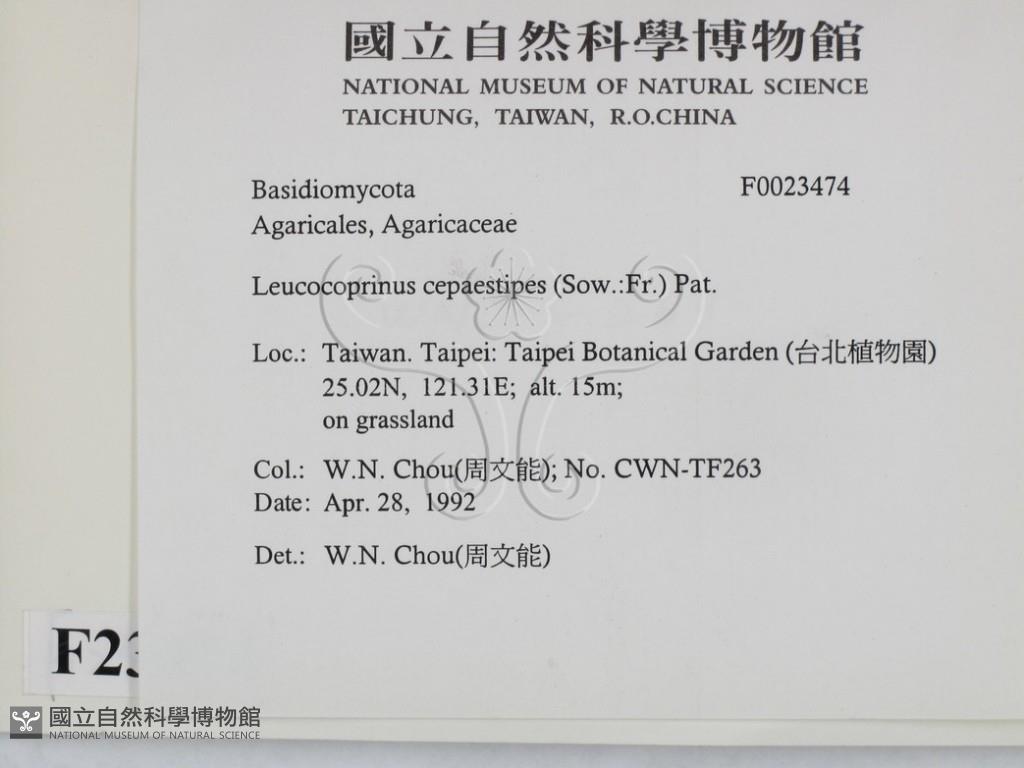 國立自然科學博物館
NATIONAL MUSEUM OF NATURAL SCIENCE
TAICHUNG, TAIWAN, R.O.CHINA
Basidiomycota F0023474
Agaricales, Agaricaceae
Leucocoprinus cepaestipes (Sow.:Fr.) Pat.
Loc.: Taiwan. Taipei: Taipei Botanical Garden (台北植物園)
25.02N, 121.31E; alt. 15m;
on grassland
Col.: W.N. Chou(周文能); No. CWN-TF263
Date: Apr. 28, 1992
Det.: W.N. Chou(周文能)
F23
國立自然科學博物館
NATIONAL MUSEUM OF NATURAL SCIENCE